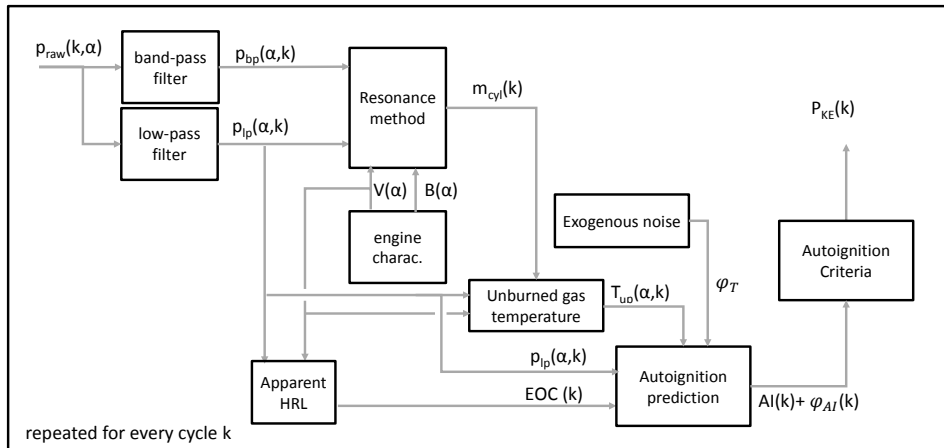 p_raw(k,α)
band-pass
filter
p_bp(α,k)
low-pass
filter
p_lp(α,k)
Resonance
method
m_cyl(k)
P_KE(k)
V(α)
B(α)
engine
charac.
Exogenous noise
Autoignition
Criteria
Unburned gas
temperature
T_ub(α,k)
φ_T
p_lp(α,k)
Apparent
HRL
EOC (k)
Autoignition
prediction
AI(k)+ φ_AI(k)
repeated for every cycle k